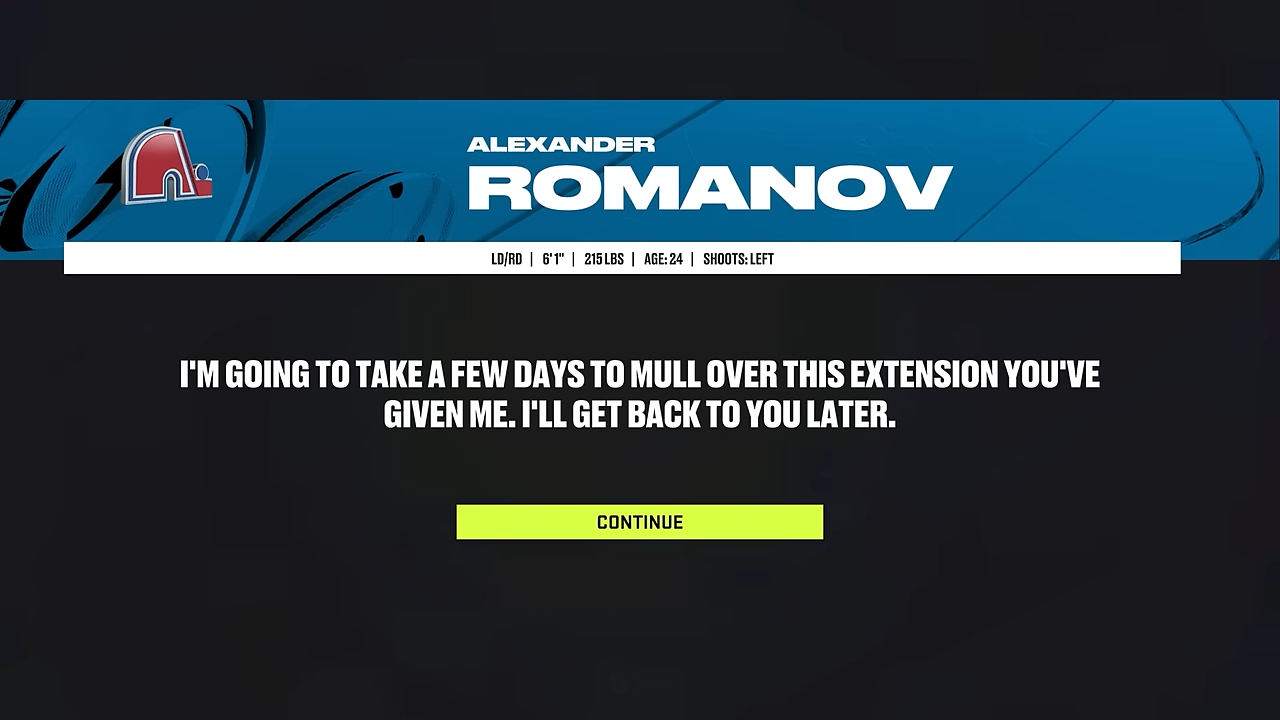 ALEXANDER
ROMANOV
LD/RD | 6'1" | 215 LBS | AGE: 24 | SHOOTS: LEFT
I'M GOING TO TAKE A FEW DAYS TO MULL OVER THIS EXTENSION YOU'VE
GIVEN ME. I'LL GET BACK TO YOU LATER.
CONTINUE